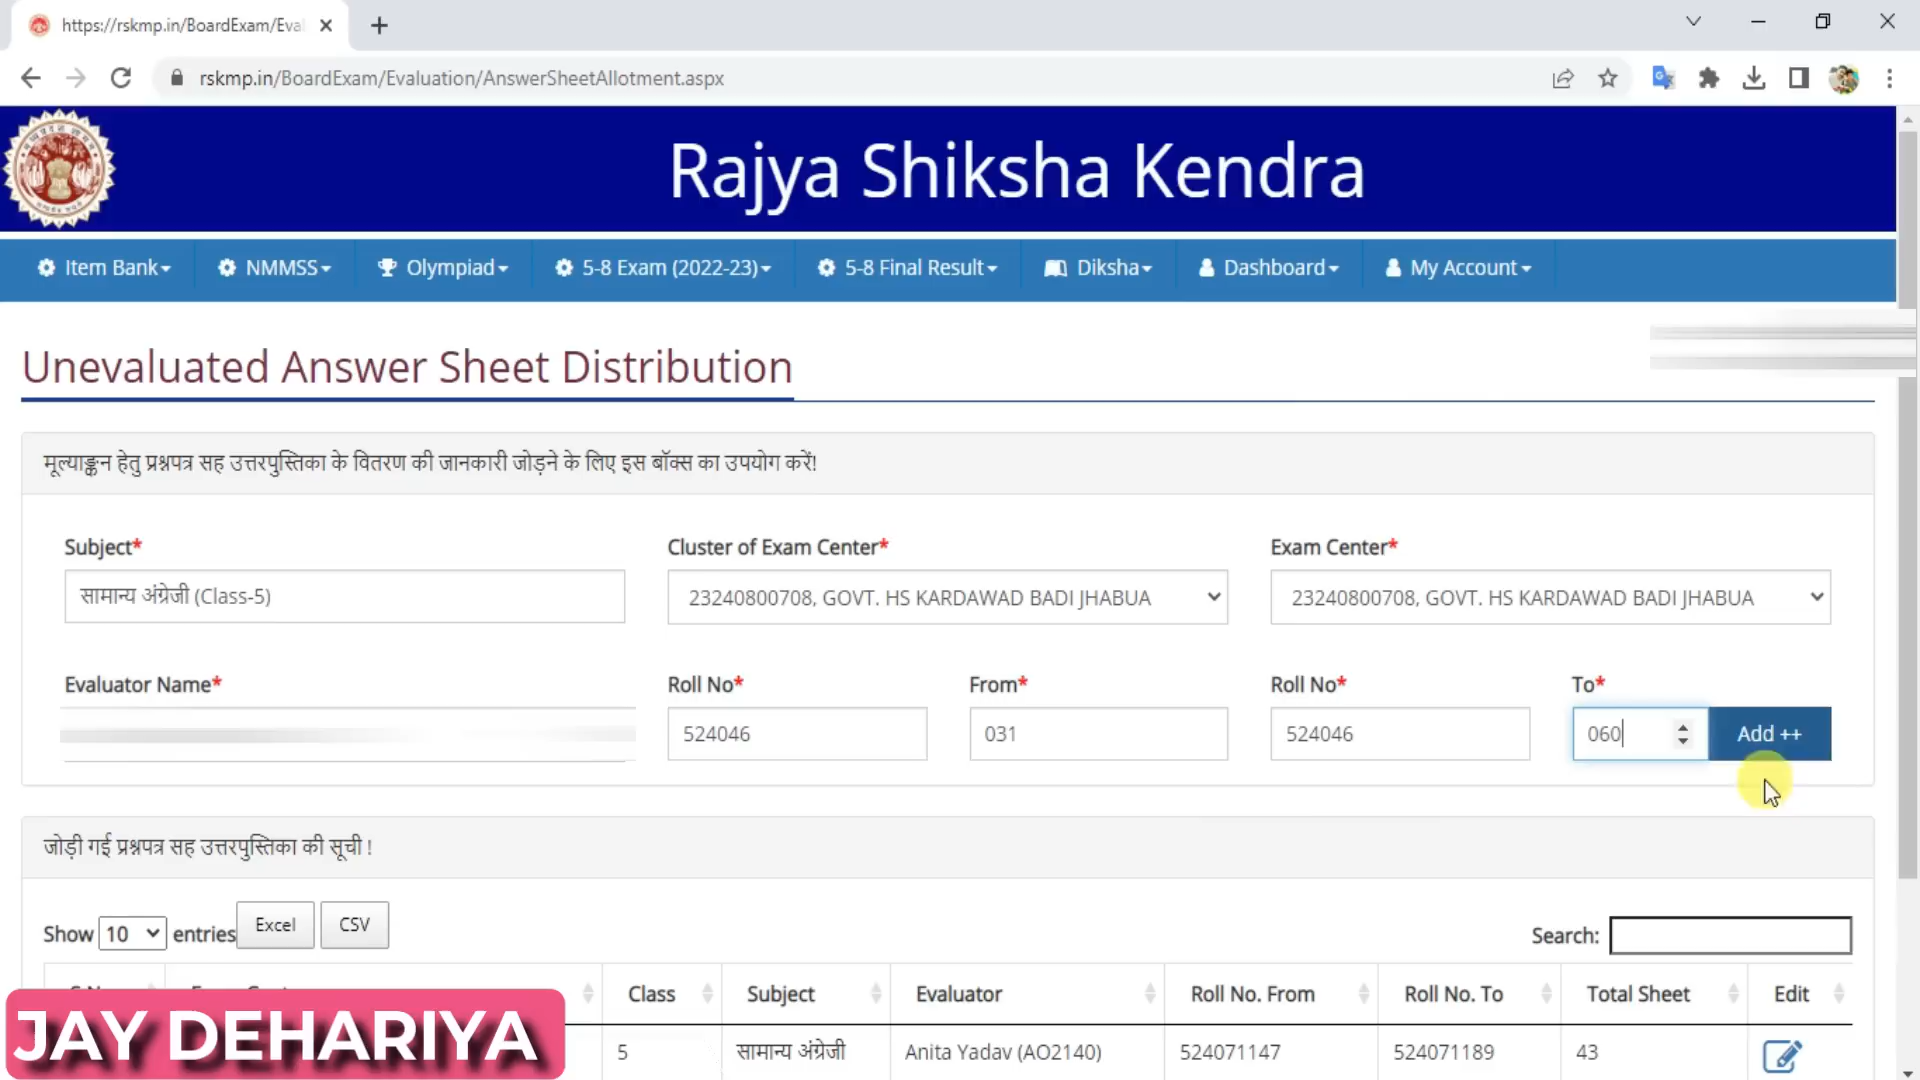 https://rskmp.in/BoardExam/Eva
rskmp.in/BoardExam/Evaluation/AnswerSheetAllotment.aspx
Rajya Shiksha Kendra
Item Bank NMMSS Olympiad 5-8 Exam (2022-23) 5-8 Final Result Diksha Dashboard My Account
Unevaluated Answer Sheet Distribution
मूल्याङ्कन हेतु प्रश्नपत्र सह उत्तरपुस्तिका के वितरण की जानकारी जोड़ने के लिए इस बॉक्स का उपयोग करें!
Subject* Cluster of Exam Center* Exam Center*
सामान्य अंग्रेजी (Class-5) 23240800708, GOVT. HS KARDAWAD BADI JHABUA 23240800708, GOVT. HS KARDAWAD BADI JHABUA
Evaluator Name* Roll No* From* Roll No* To*
524046 031 524046 060 Add ++
जोड़ी गई प्रश्नपत्र सह उत्तरपुस्तिका की सूची !
Show 10 entries Excel CSV Search:
Class Subject Evaluator Roll No. From Roll No. To Total Sheet Edit
JAY DEHARIYA
5 सामान्य अंग्रेजी Anita Yadav (AO2140) 524071147 524071189 43